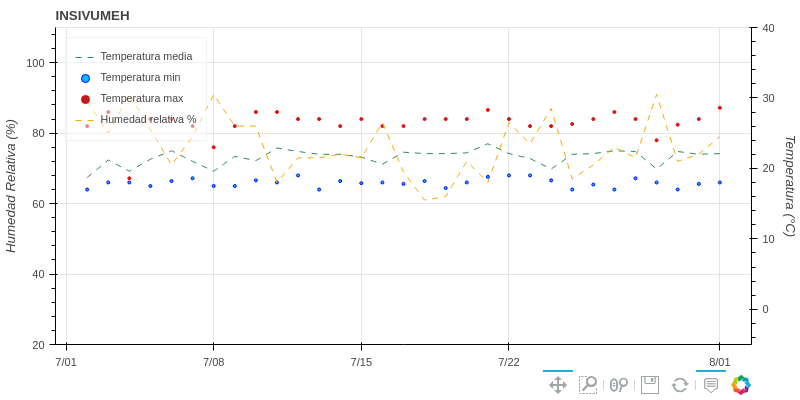 INSIVUMEH
Temperatura media
Temperatura min
Temperatura max
Humedad relativa %
Humedad Relativa (%)
100
80
60
40
20
40
30
20
10
0
Temperatura (°C)
7/01
7/08
7/15
7/22
8/01